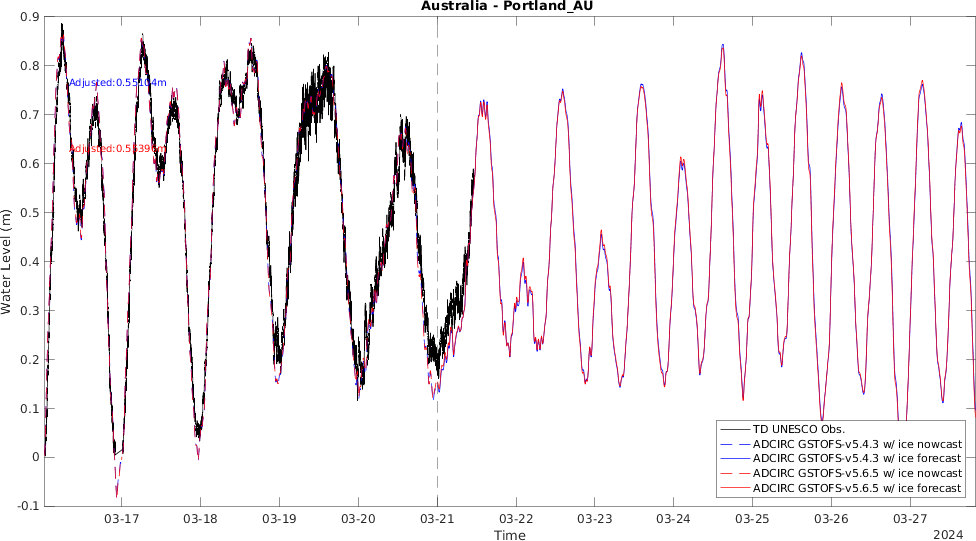 Australia - Portland_AU
0.9
0.8
0.7
0.6
0.5
0.4
0.3
0.2
0.1
0
-0.1
Water Level (m)
Adjusted:0.55104m
TD UNESCO Obs.
ADCIRC GSTOFS-v5.4.3 w/ ice nowcast
ADCIRC GSTOFS-v5.4.3 w/ ice forecast
ADCIRC GSTOFS-v5.6.5 w/ ice nowcast
ADCIRC GSTOFS-v5.6.5 w/ ice forecast
03-17 03-18 03-19 03-20 03-21 03-22 03-23 03-24 03-25 03-26 03-27
Time
2024